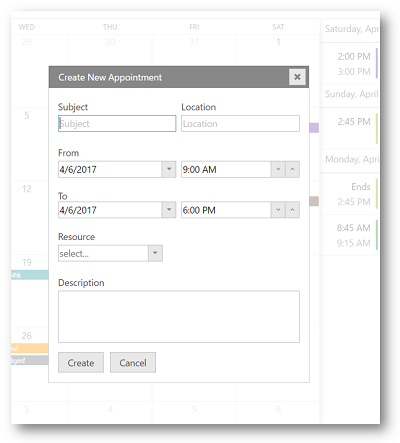 WED THU FRI SAT Saturday, Apri
29 30 31 1
2:00 PM
3:00 PM
Create New Appointment
Sunday, April
Subject Location
5
Subject Location
2:45 PM
From
Monday, Apri
4/6/2017 9:00 AM
12
Ends
To
2:45 PM
4/6/2017 6:00 PM
8:45 AM
Resource
9:15 AM
select...
19
Description
26
Create Cancel
3 4 5 6